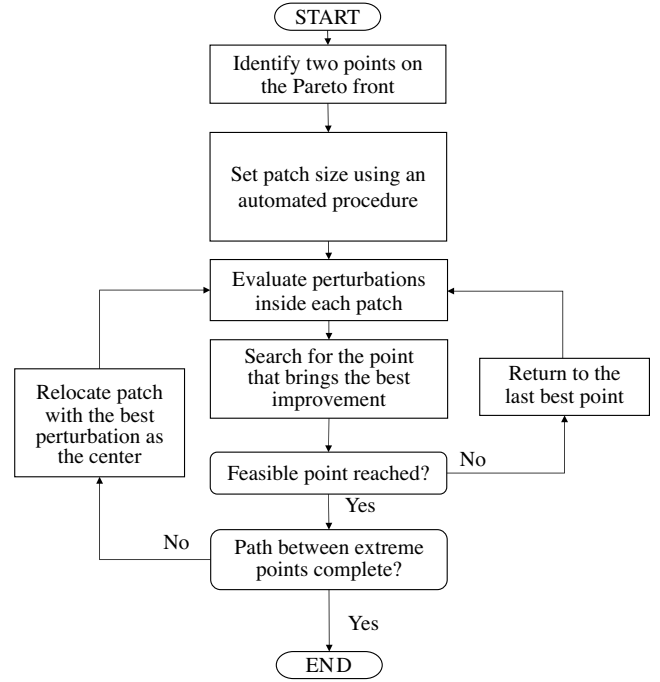 START
Identify two points on
the Pareto front
Set patch size using an
automated procedure
Evaluate perturbations
inside each patch
Search for the point
that brings the best
improvement
Relocate patch
with the best
perturbation as
the center
Return to the
last best point
Feasible point reached?
No
Yes
No
Path between extreme
points complete?
Yes
END